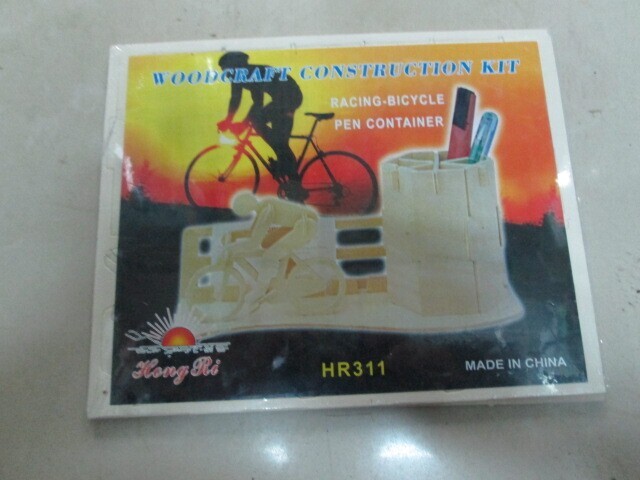 WOODCRAFT CONSTRUCTION KIT
RACING-BICYCLE
PEN CONTAINER
Hong Ri
HR311
MADE IN CHINA